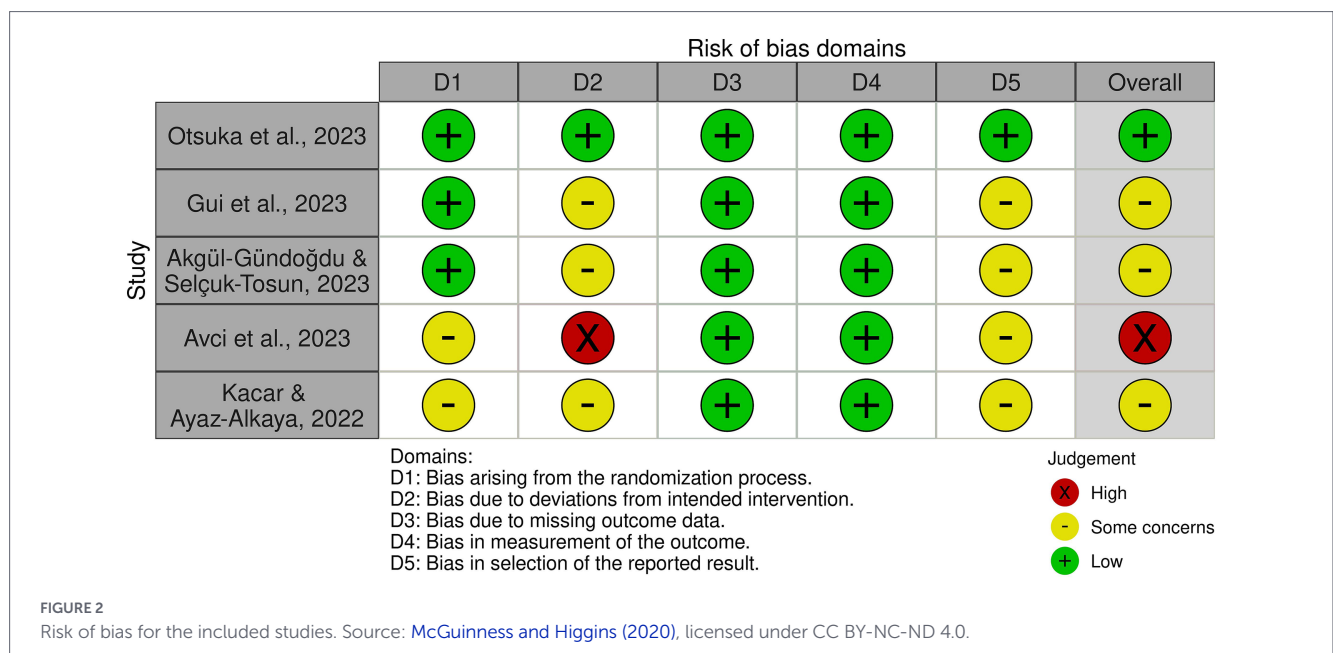 Risk of bias domains
D1 D2 D3 D4 D5 Overall
Study
Otsuka et al., 2023 + + + + + +
Gui et al., 2023 + - + + - -
Akgül-Gündoğdu &
Selçuk-Tosun, 2023 + - + + - -
Avci et al., 2023 - X + + - X
Kacar &
Ayaz-Alkaya, 2022 - - + + - -
Domains:
D1: Bias arising from the randomization process.
D2: Bias due to deviations from intended intervention.
D3: Bias due to missing outcome data.
D4: Bias in measurement of the outcome.
D5: Bias in selection of the reported result.
Judgement
X High
- Some concerns
+ Low
FIGURE 2
Risk of bias for the included studies. Source: McGuinness and Higgins (2020), licensed under CC BY-NC-ND 4.0.